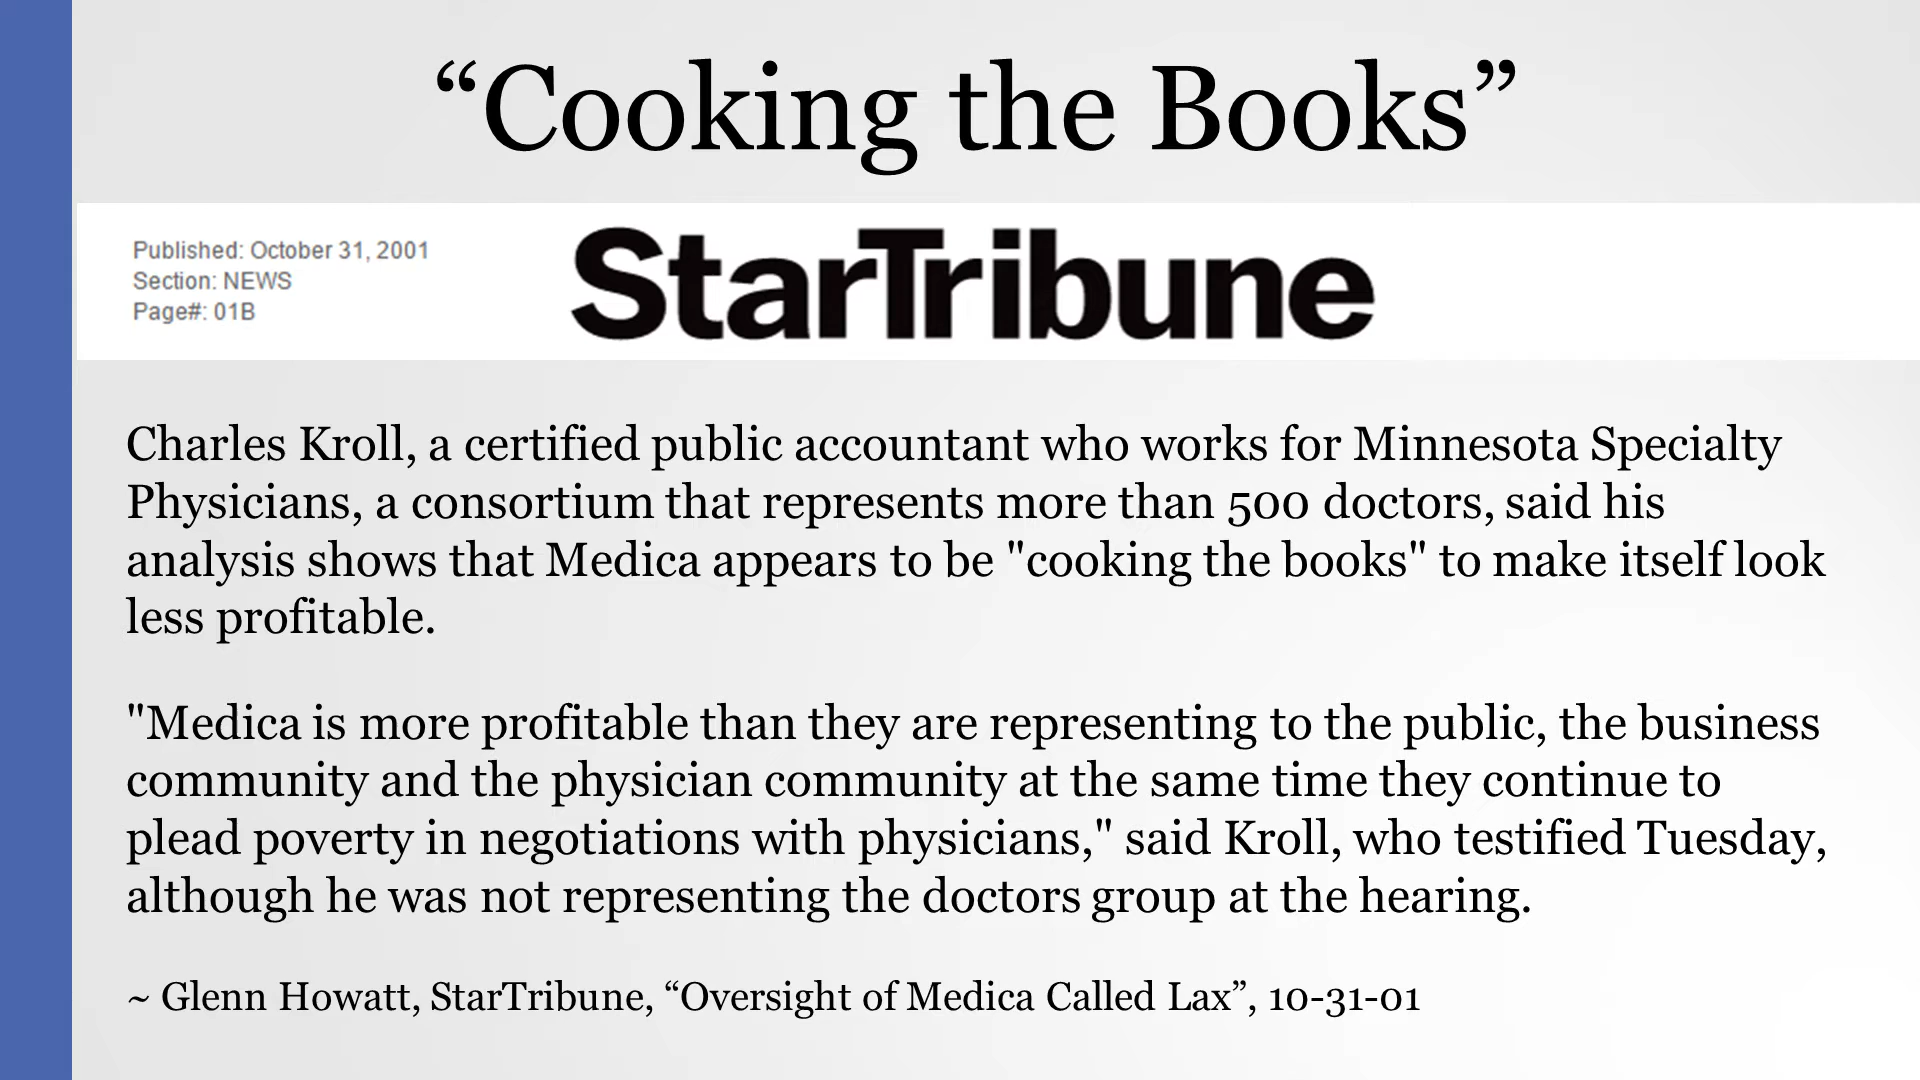 “Cooking the Books”
Published: October 31, 2001
Section: NEWS
Page#: 01B
StarTribune
Charles Kroll, a certified public accountant who works for Minnesota Specialty
Physicians, a consortium that represents more than 500 doctors, said his
analysis shows that Medica appears to be "cooking the books" to make itself look
less profitable.
"Medica is more profitable than they are representing to the public, the business
community and the physician community at the same time they continue to
plead poverty in negotiations with physicians," said Kroll, who testified Tuesday,
although he was not representing the doctors group at the hearing.
~ Glenn Howatt, StarTribune, “Oversight of Medica Called Lax”, 10-31-01